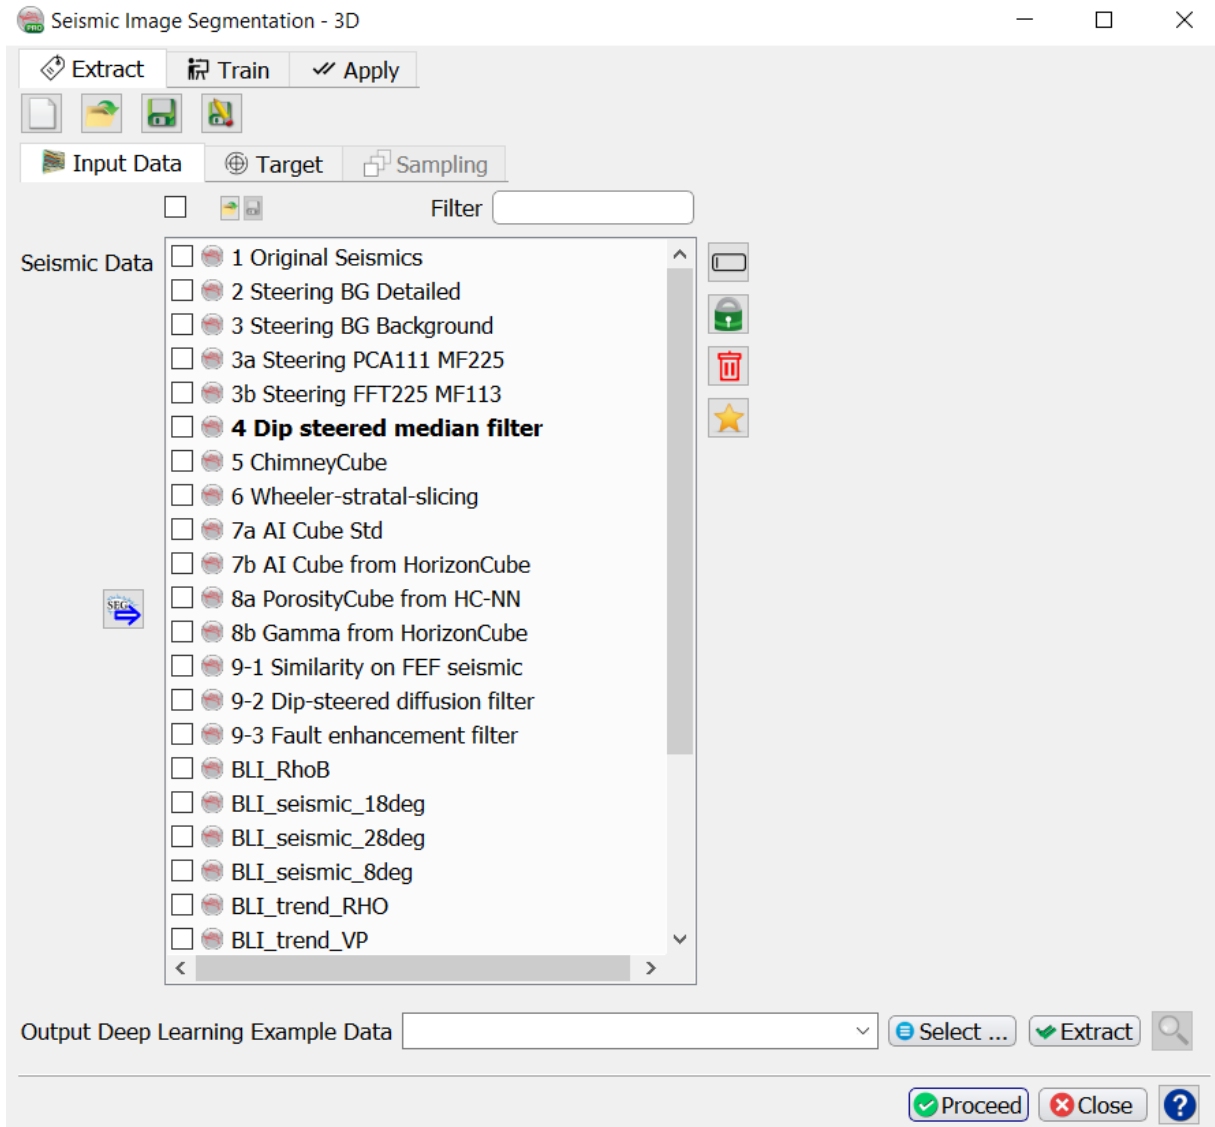 Seismic Image Segmentation - 3D
Extract Train Apply
Input Data Target Sampling
Filter
Seismic Data
1 Original Seismics
2 Steering BG Detailed
3 Steering BG Background
3a Steering PCA111 MF225
3b Steering FFT225 MF113
4 Dip steered median filter
5 ChimneyCube
6 Wheeler-stratal-slicing
7a AI Cube Std
7b AI Cube from HorizonCube
8a PorosityCube from HC-NN
8b Gamma from HorizonCube
9-1 Similarity on FEF seismic
9-2 Dip-steered diffusion filter
9-3 Fault enhancement filter
BLI_RhoB
BLI_seismic_18deg
BLI_seismic_28deg
BLI_seismic_8deg
BLI_trend_RHO
BLI_trend_VP
SEG
Output Deep Learning Example Data Select ... Extract
Proceed Close ?